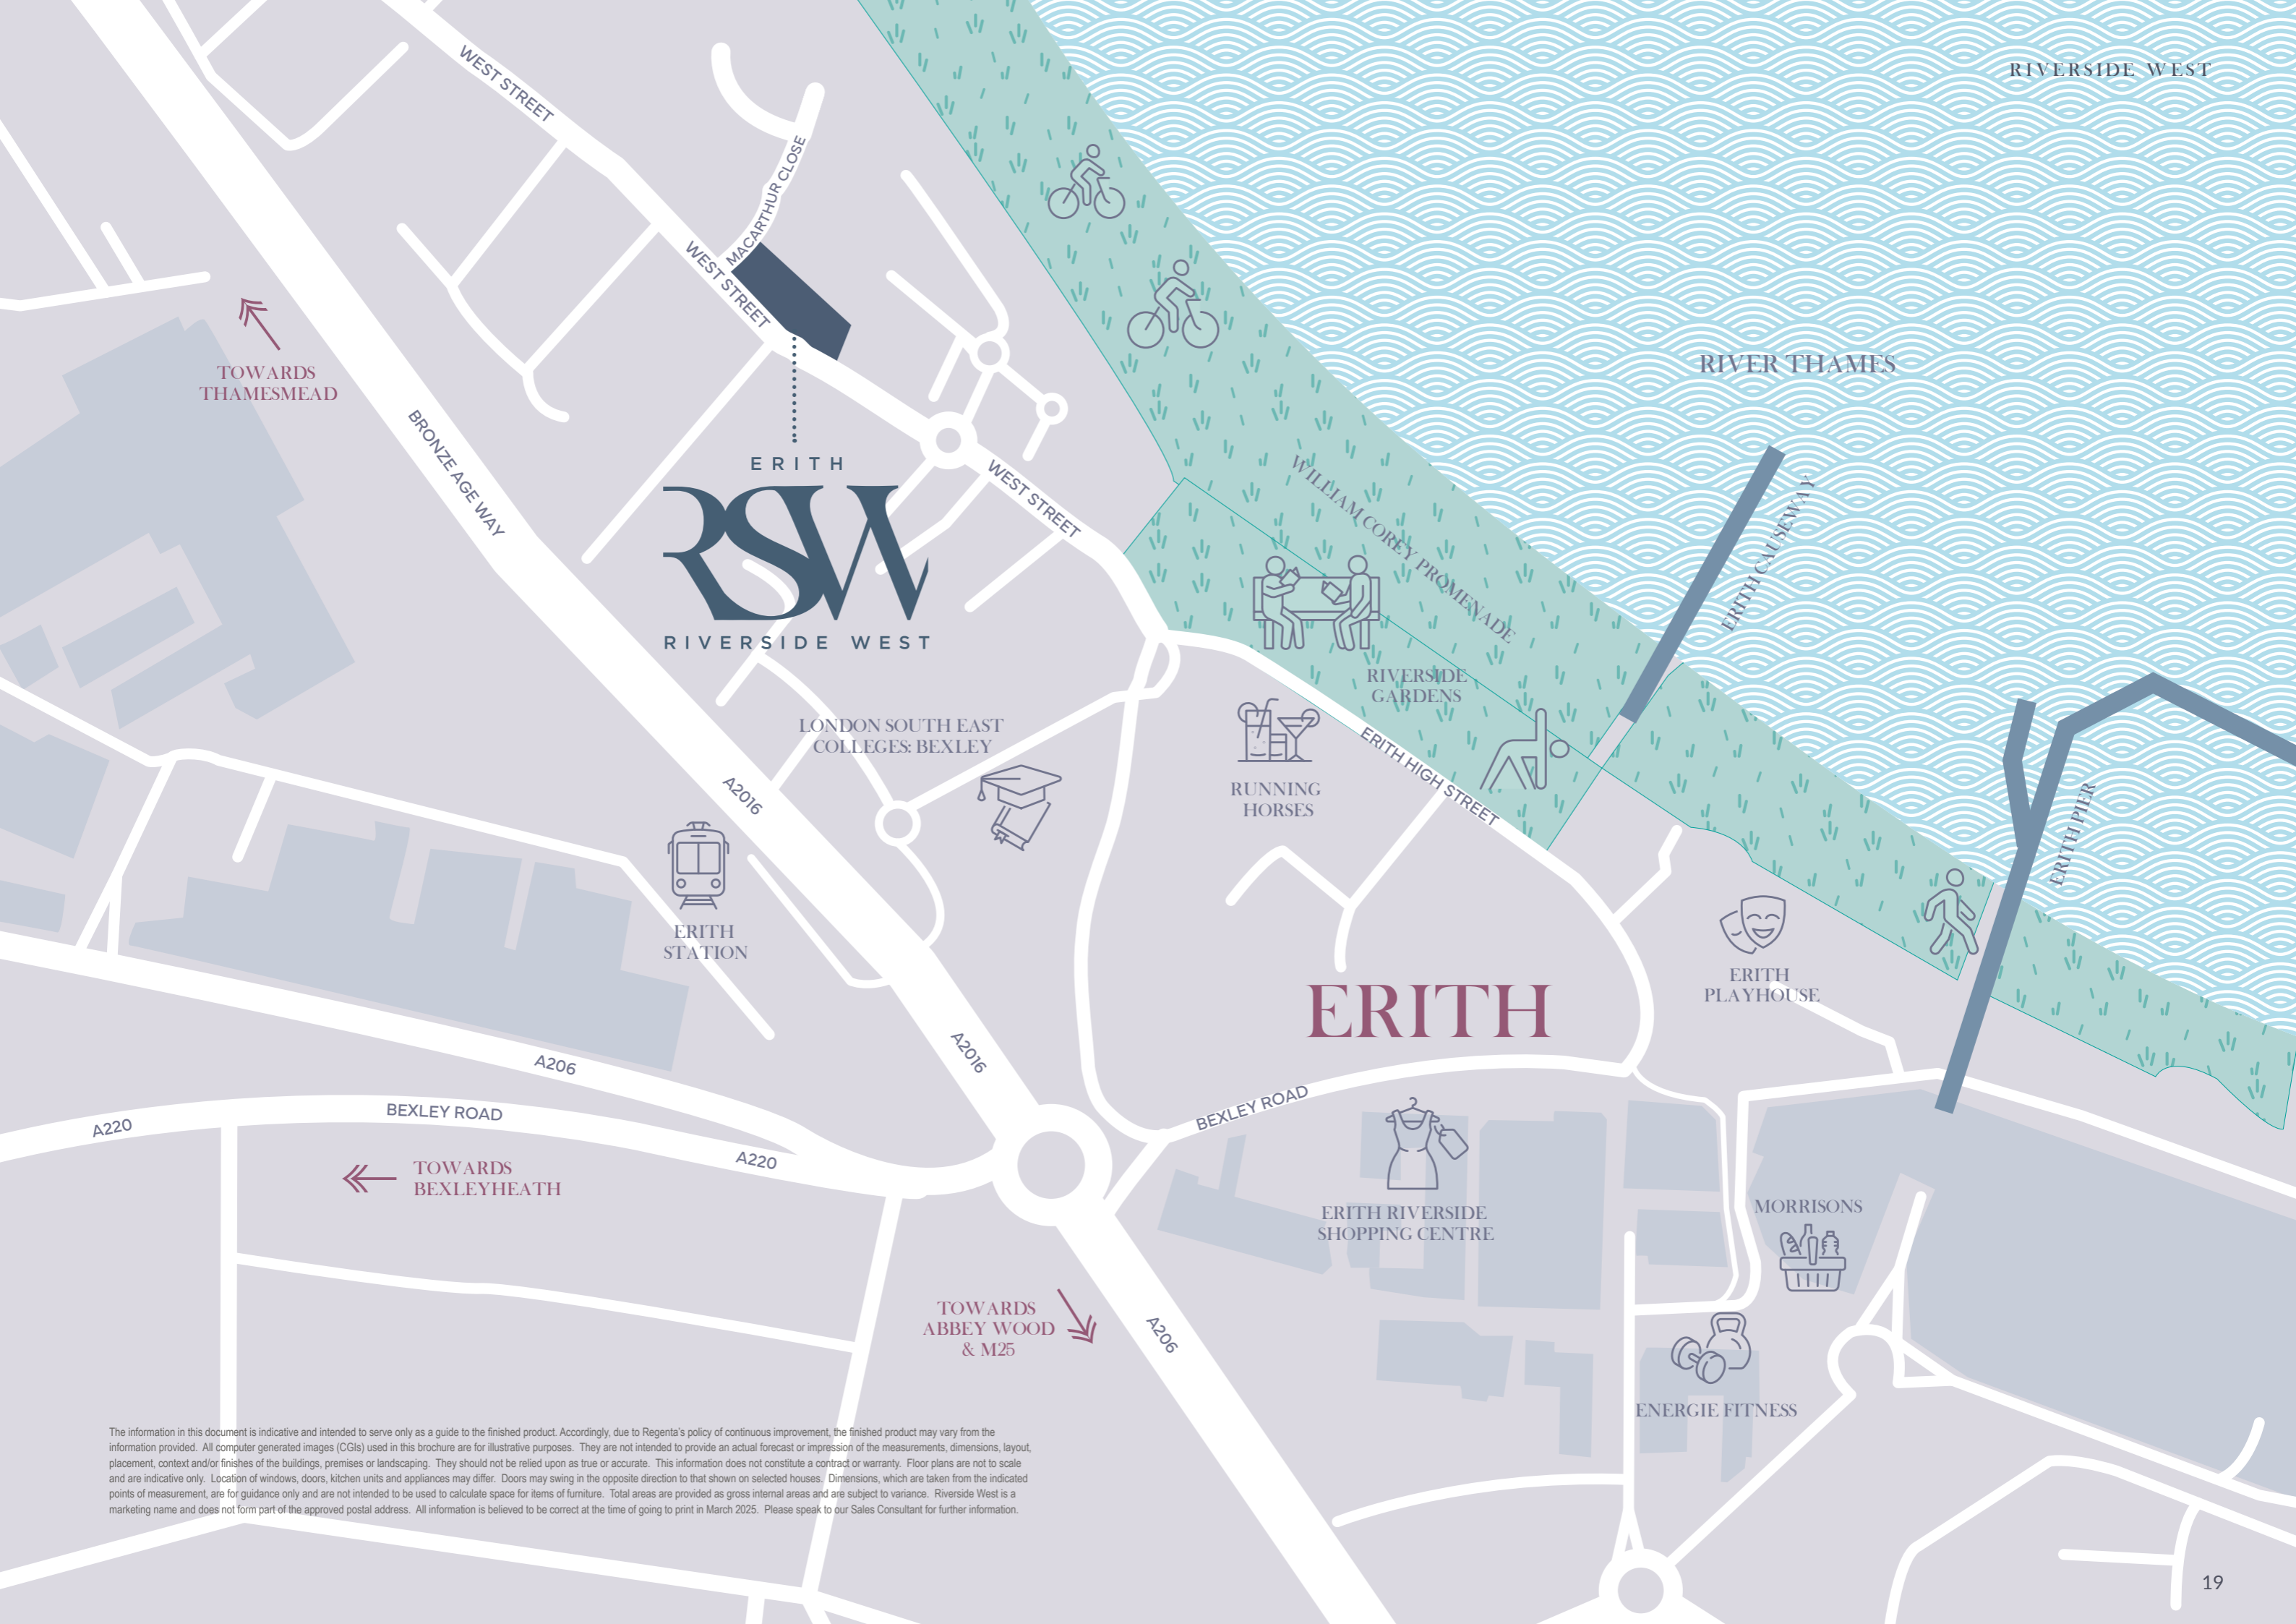 RIVERSIDE WEST
WEST STREET
MACARTHUR CLOSE
WEST STREET
RIVER THAMES
TOWARDS
THAMESMEAD
BRONZE AGE WAY
ERITH
RSW
RIVERSIDE WEST
WEST STREET
WILLIAM COREY PROMENADE
ERITH CAUSEWAY
RIVERSIDE
GARDENS
LONDON SOUTH EAST
COLLEGES: BEXLEY
RUNNING
HORSES
ERITH HIGH STREET
A2016
ERITH PIER
ERITH
STATION
ERITH
PLAYHOUSE
ERITH
A2016
A206
BEXLEY ROAD
A220
BEXLEY ROAD
A220
TOWARDS
BEXLEYHEATH
ERITH RIVERSIDE
SHOPPING CENTRE
MORRISONS
TOWARDS
ABBEY WOOD
& M25
A206
ENERGIE FITNESS
The information in this document is indicative and intended to serve only as a guide to the finished product. Accordingly, due to Regenta's policy of continuous improvement, the finished product may vary from the
information provided. All computer generated images (CGIs) used in this brochure are for illustrative purposes. They are not intended to provide an actual forecast or impression of the measurements, dimensions, layout,
placement, context and/or finishes of the buildings, premises or landscaping. They should not be relied upon as true or accurate. This information does not constitute a contract or warranty. Floor plans are not to scale
and are indicative only. Location of windows, doors, kitchen units and appliances may differ. Doors may swing in the opposite direction to that shown on selected houses. Dimensions, which are taken from the indicated
points of measurement, are for guidance only and are not intended to be used to calculate space for items of furniture. Total areas are provided as gross internal areas and are subject to variance. Riverside West is a
marketing name and does not form part of the approved postal address. All information is believed to be correct at the time of going to print in March 2025. Please speak to our Sales Consultant for further information.
19